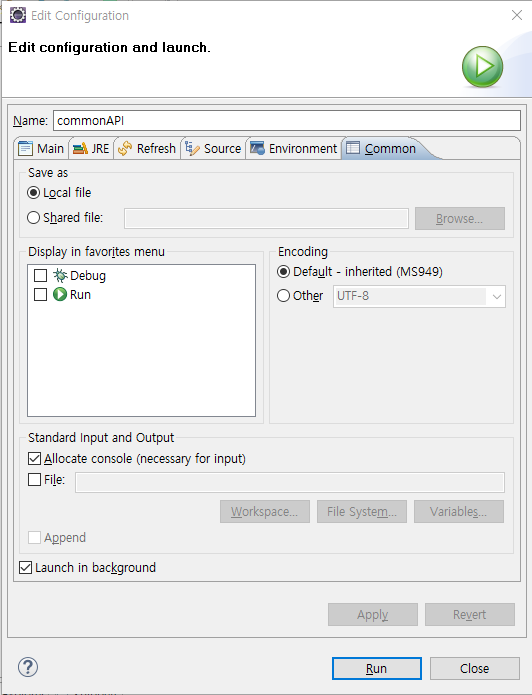 Edit Configuration
Edit configuration and launch.
Name: commonAPI
Main JRE Refresh Source Environment Common
Save as
Local file
Shared file: Browse...
Display in favorites menu
Debug
Run
Encoding
Default - inherited (MS949)
Other UTF-8
Standard Input and Output
Allocate console (necessary for input)
File:
Workspace... File System... Variables...
Append
Launch in background
Apply Revert
Run Close